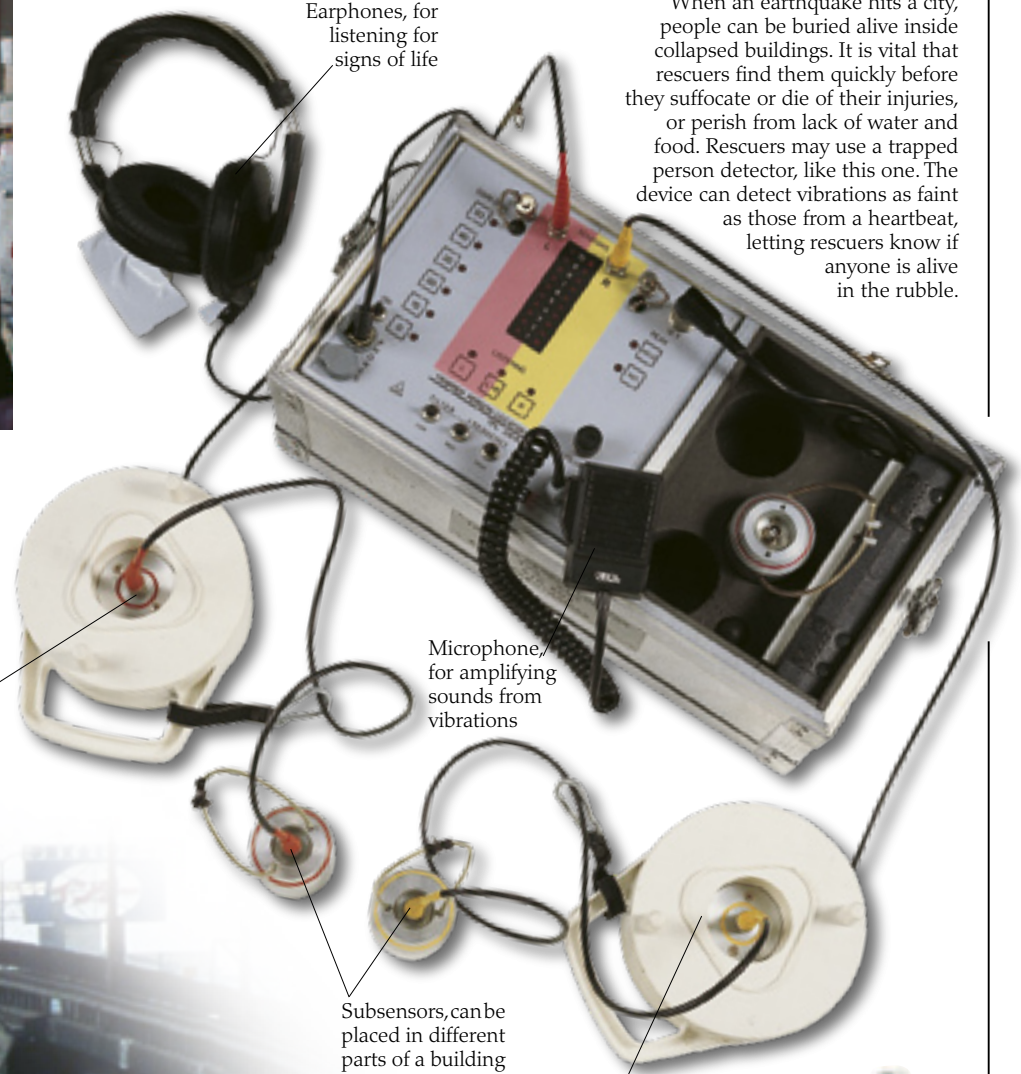 Earphones, for
listening for
signs of life
When an earthquake hits a city,
people can be buried alive inside
collapsed buildings. It is vital that
rescuers find them quickly before
they suffocate or die of their injuries,
or perish from lack of water and
food. Rescuers may use a trapped
person detector, like this one. The
device can detect vibrations as faint
as those from a heartbeat,
letting rescuers know if
anyone is alive
in the rubble.
Microphone,
for amplifying
sounds from
vibrations
Subsensors, can be
placed in different
parts of a building